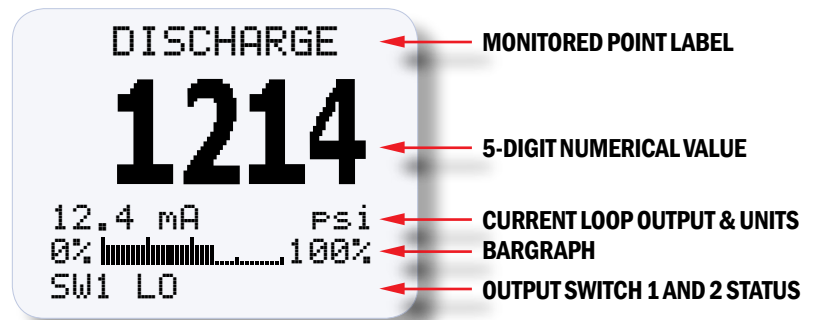 DISCHARGE
MONITORED POINT LABEL
1214
5-DIGIT NUMERICAL VALUE
12.4 mA psi
CURRENT LOOP OUTPUT & UNITS
0% 100%
BARGRAPH
SW1 LO
OUTPUT SWITCH 1 AND 2 STATUS